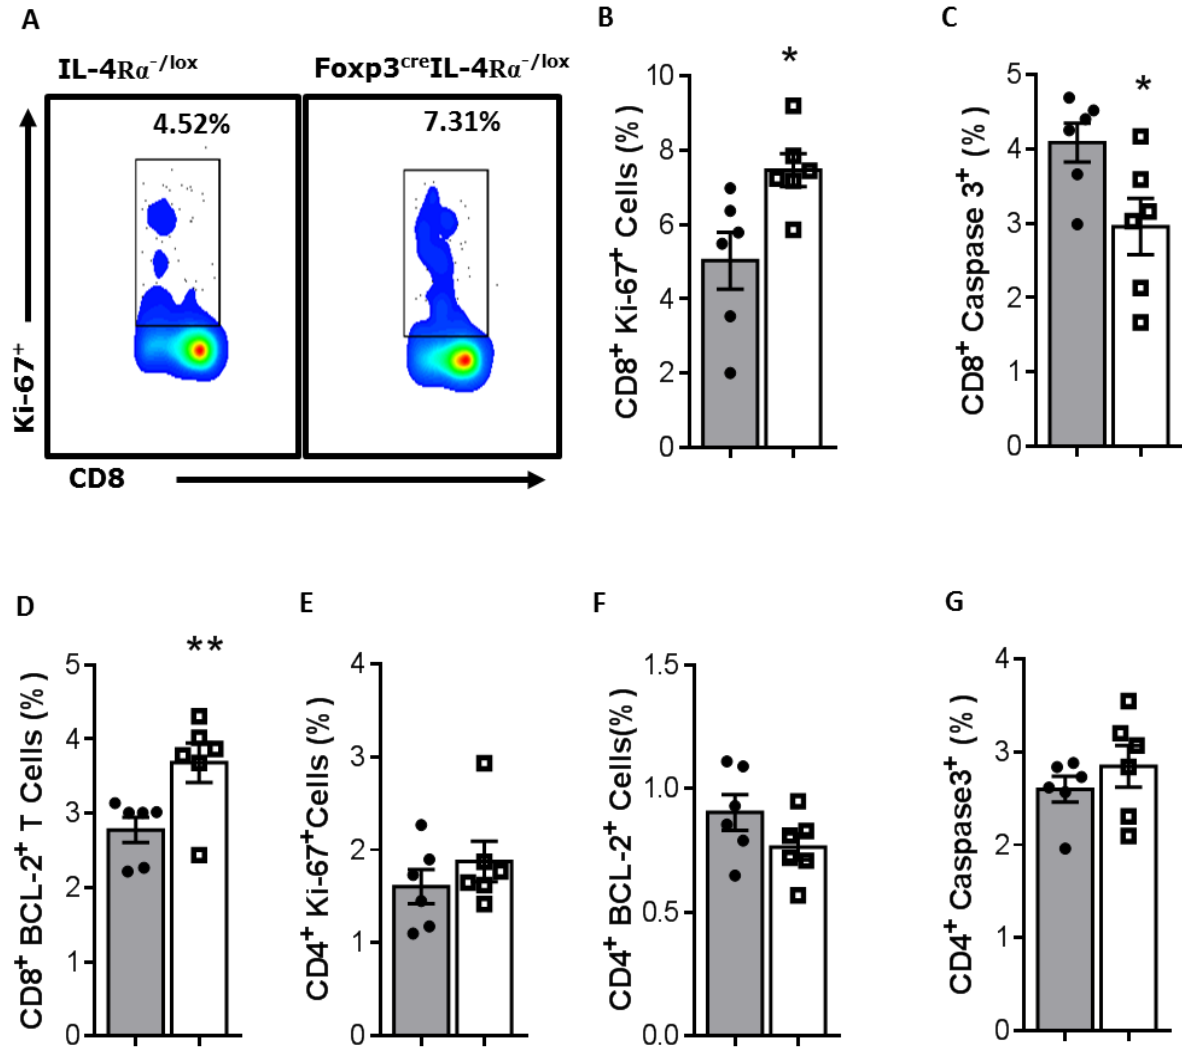 A
IL-4Rα⁻/ˡᵒˣ
Foxp3ᶜʳᵉIL-4Rα⁻/ˡᵒˣ
4.52%
7.31%
Ki-67⁺
CD8
B
*
CD8⁺ Ki-67⁺ Cells (%)
10
8
6
4
2
0
C
*
CD8⁺ Caspase 3⁺ (%)
5
4
3
2
1
0
D
**
CD8⁺ BCL-2⁺ T Cells (%)
5
4
3
2
1
0
E
CD4⁺ Ki-67⁺Cells (%)
4
3
2
1
0
F
CD4⁺ BCL-2⁺ Cells(%)
1.5
1.0
0.5
0.0
G
CD4⁺ Caspase3⁺ (%)
4
3
2
1
0